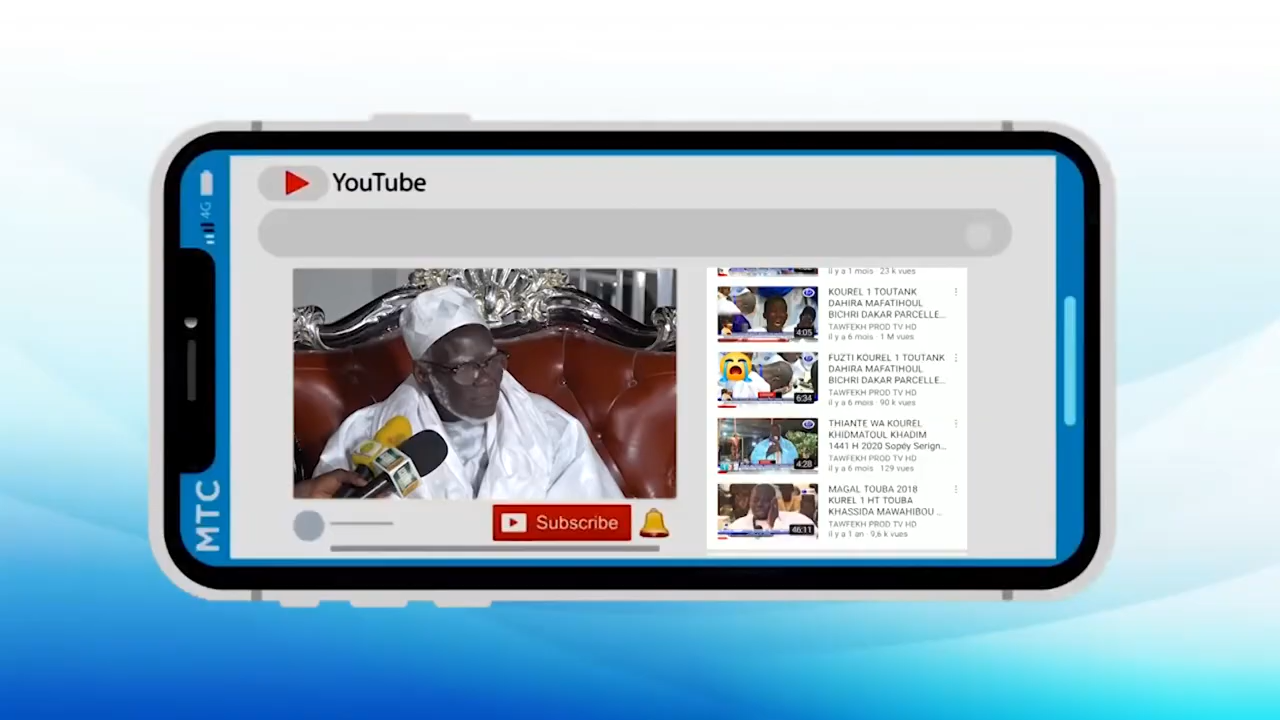 YouTube
4G
MTC
Subscribe
il y a 1 mois · 23 k vues
KOUREL 1 TOUTANK
DAHIRA MAFATIHOUL
BICHRI DAKAR PARCELLE...
TAWFEKH PROD TV HD
il y a 6 mois · 1 M vues
4:05
FUZTI KOUREL 1 TOUTANK
DAHIRA MAFATIHOUL
BICHRI DAKAR PARCELLE...
TAWFEKH PROD TV HD
il y a 6 mois · 90 k vues
6:34
THIANTE WA KOUREL
KHIDMATOUL KHADIM
1441 H 2020 Sopéy Serign...
TAWFEKH PROD TV HD
il y a 6 mois · 129 vues
4:28
MAGAL TOUBA 2018
KUREL 1 HT TOUBA
KHASSIDA MAWAHIBOU ...
TAWFEKH PROD TV HD
il y a 1 an · 9,6 k vues
46:11